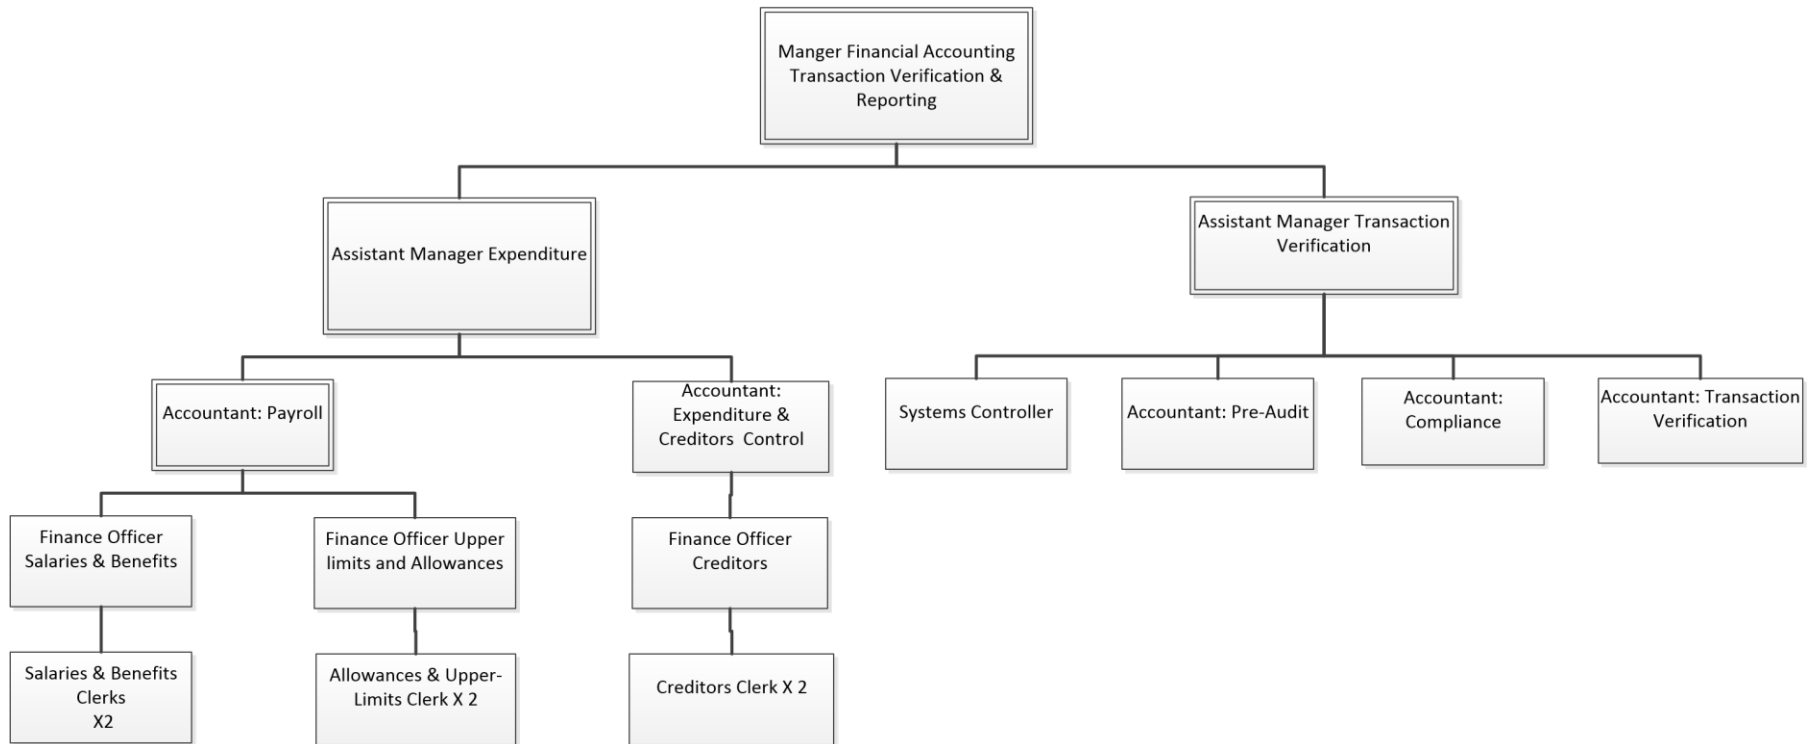 Manger Financial Accounting
Transaction Verification &
Reporting
Assistant Manager Expenditure
Assistant Manager Transaction
Verification
Accountant: Payroll
Accountant:
Expenditure &
Creditors Control
Systems Controller
Accountant: Pre-Audit
Accountant:
Compliance
Accountant: Transaction
Verification
Finance Officer
Salaries & Benefits
Finance Officer Upper
limits and Allowances
Finance Officer
Creditors
Salaries & Benefits
Clerks
X2
Allowances & Upper-
Limits Clerk X 2
Creditors Clerk X 2